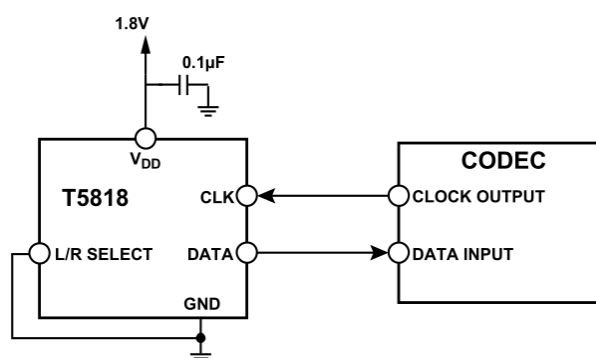 1.8V
0.1µF
VDD
T5818
CLK
L/R SELECT
DATA
GND
CODEC
CLOCK OUTPUT
DATA INPUT